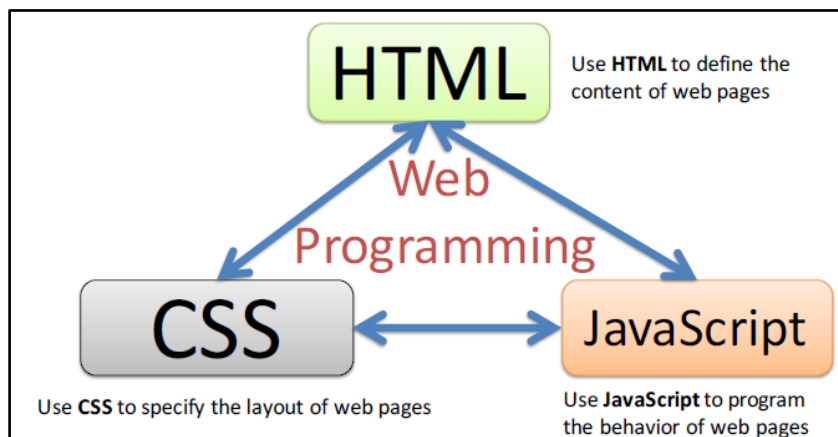 HTML
Use HTML to define the
content of web pages
Web
Programming
CSS
JavaScript
Use CSS to specify the layout of web pages
Use JavaScript to program
the behavior of web pages